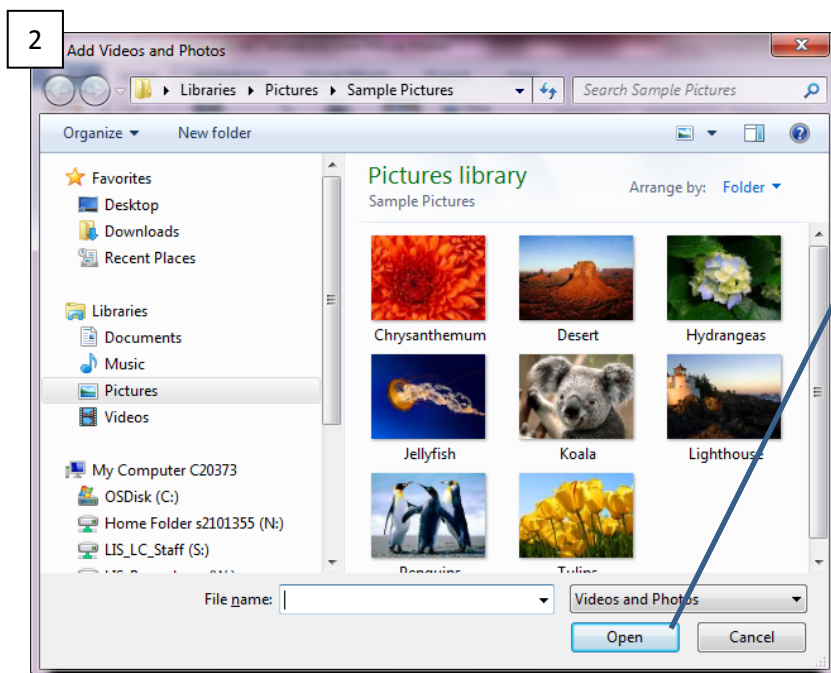 2
Add Videos and Photos
Libraries Pictures Sample Pictures
Search Sample Pictures
Organize New folder
Favorites
Desktop
Downloads
Recent Places
Libraries
Documents
Music
Pictures
Videos
My Computer C20373
OSDisk (C:)
Home Folder s2101355 (N:)
LIS_LC_Staff (S:)
Pictures library
Sample Pictures
Arrange by: Folder
Chrysanthemum Desert Hydrangeas
Jellyfish Koala Lighthouse
Penguins Tulips
File name:
Videos and Photos
Open Cancel